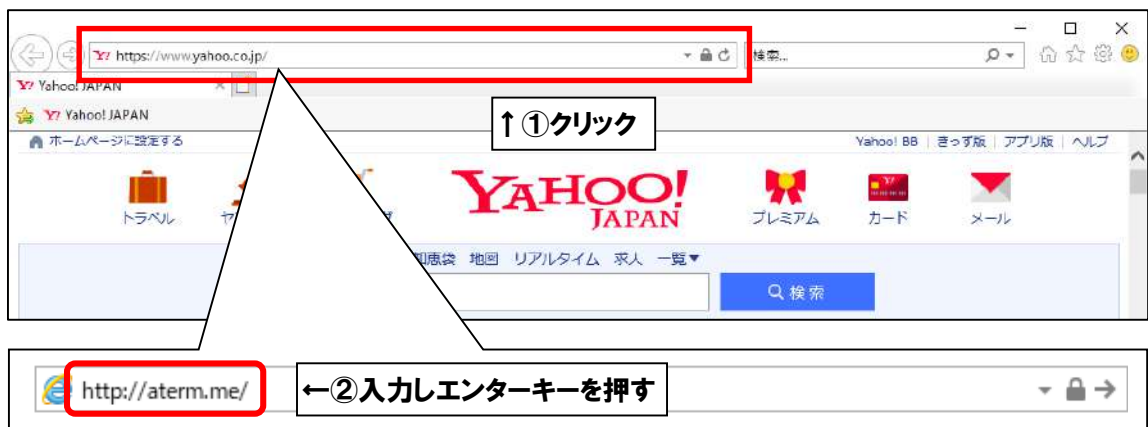 https://www.yahoo.co.jp/
検索...
Yahoo! JAPAN
Yahoo! JAPAN
↑①クリック
ホームページに設定する
Yahoo! BB | きっず版 | アプリ版 | ヘルプ
YAHOO!
JAPAN
トラベル
プレミアム
カード
メール
知恵袋 地図 リアルタイム 求人 一覧▼
検索
http://aterm.me/
←②入力しエンターキーを押す